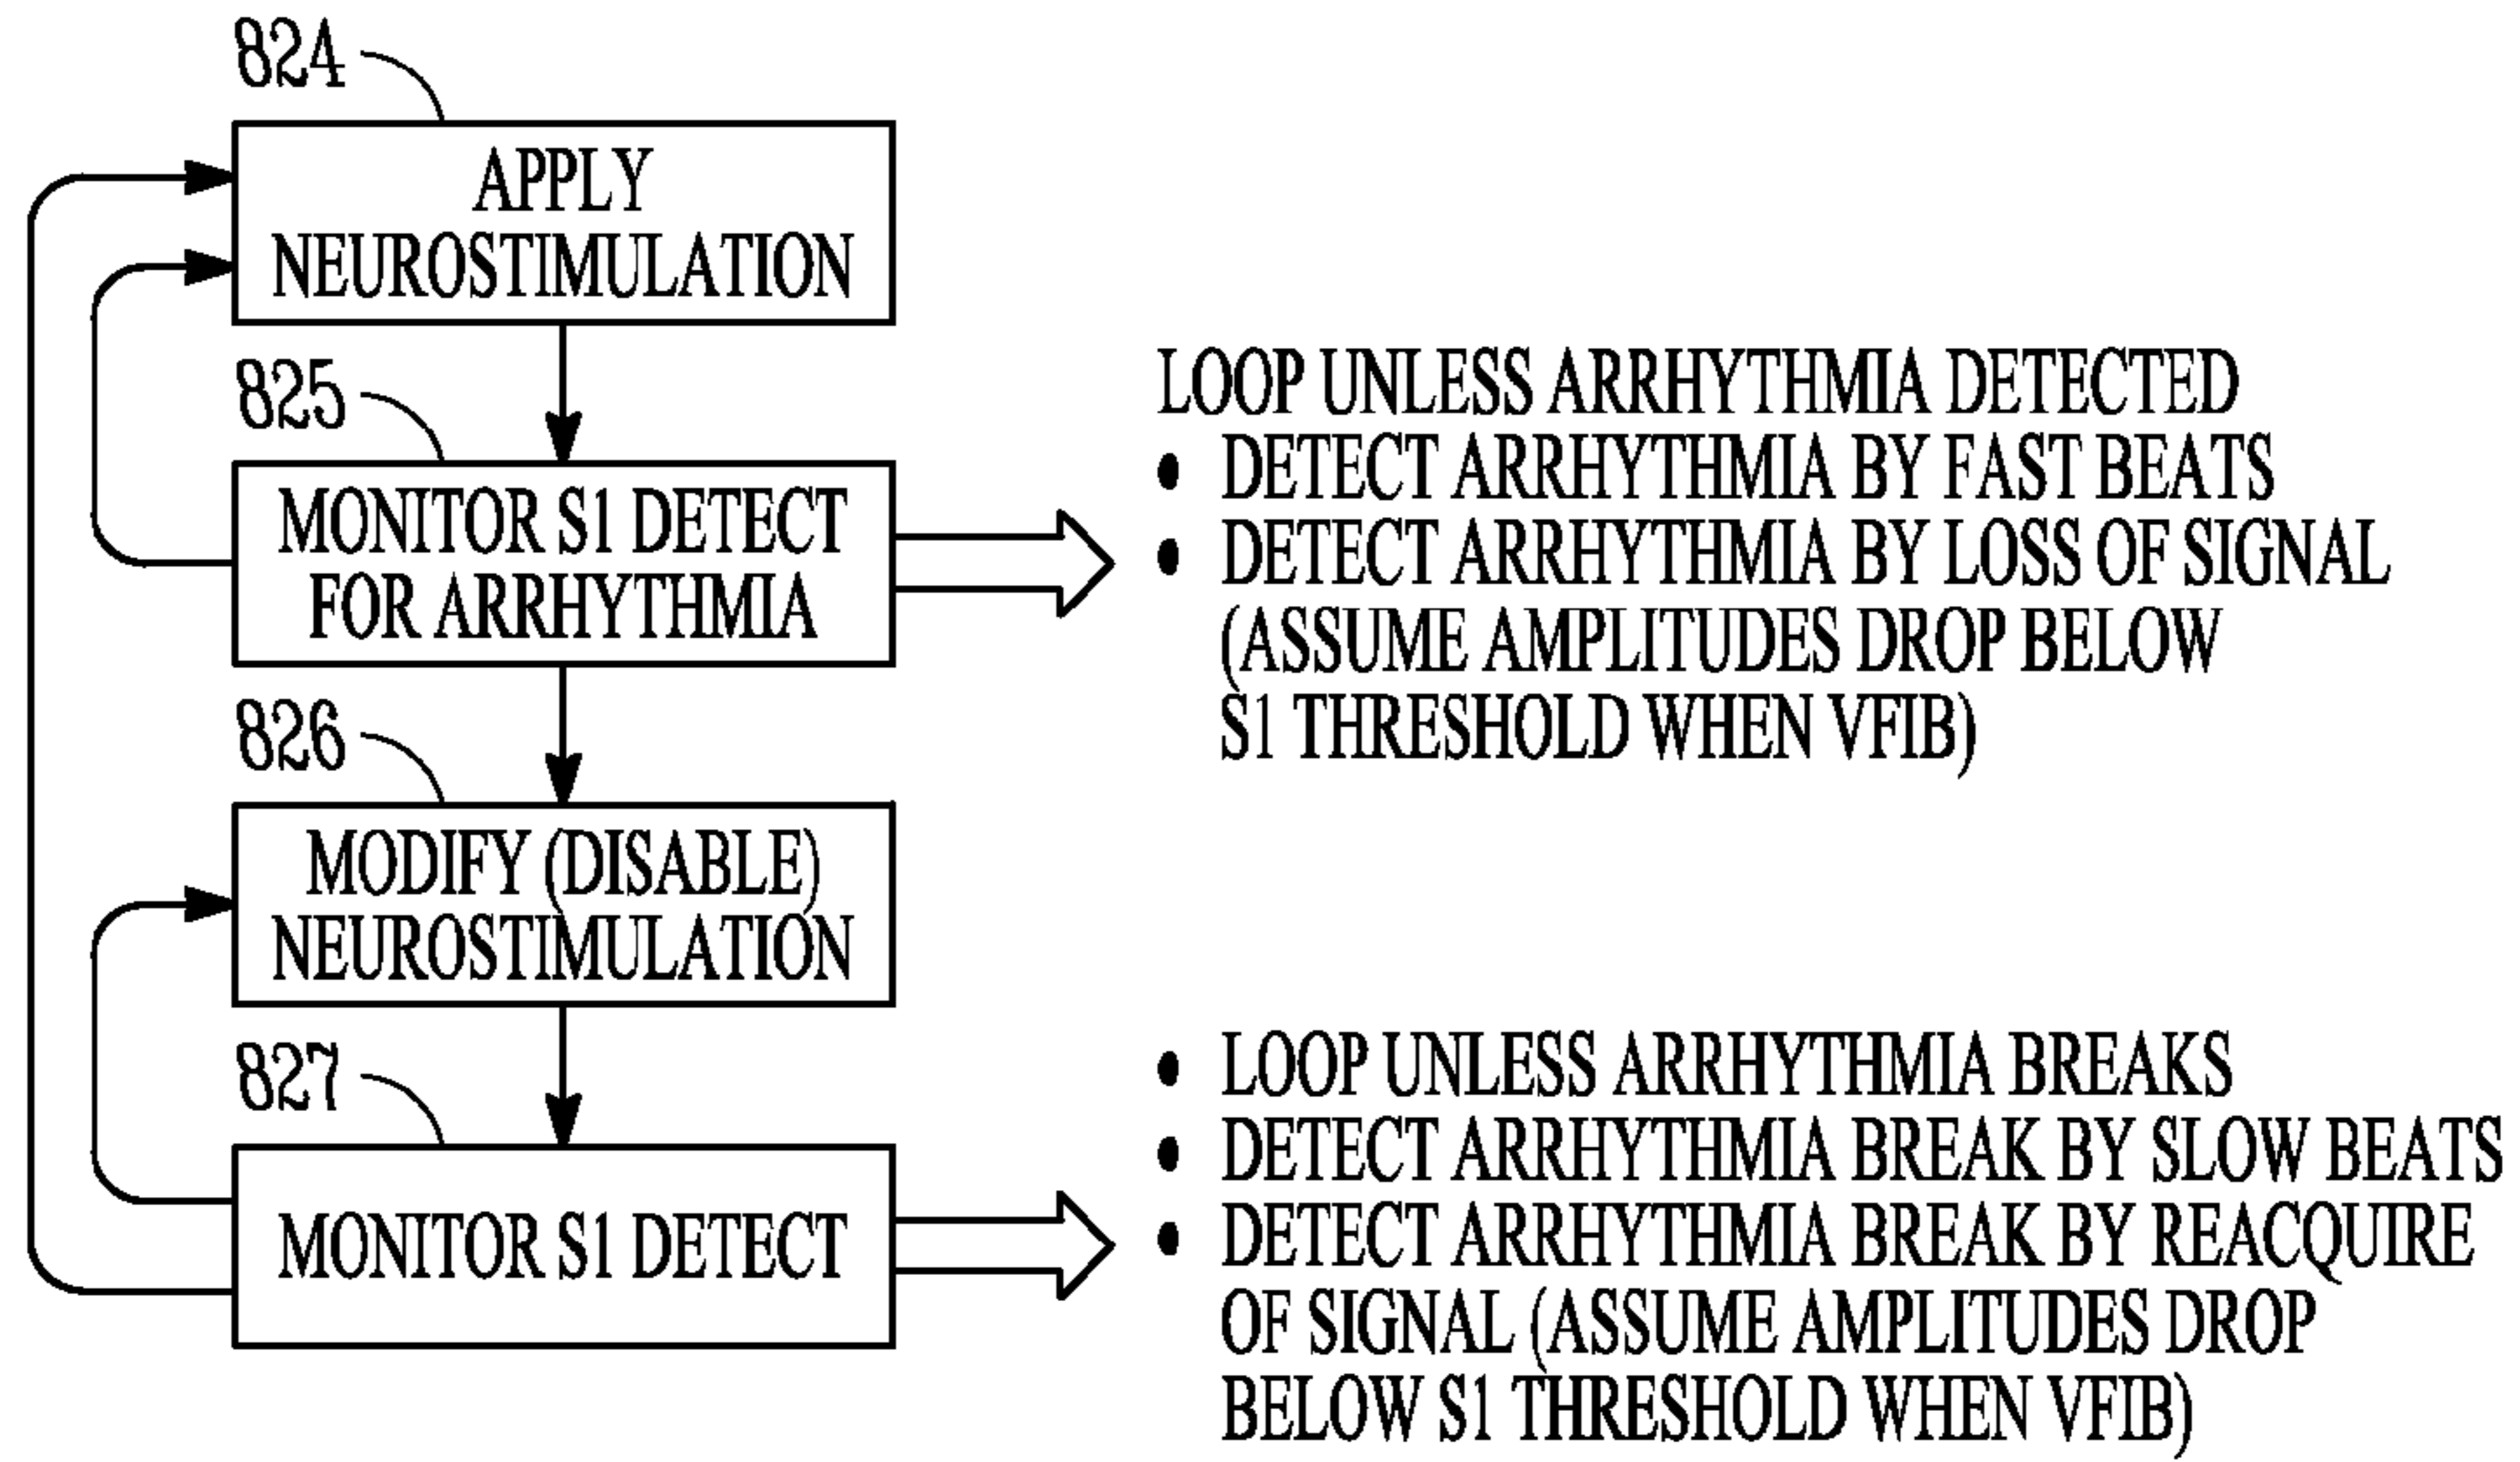 824
APPLY
NEUROSTIMULATION
825
MONITOR S1 DETECT
FOR ARRHYTHMIA
LOOP UNLESS ARRHYTHMIA DETECTED
• DETECT ARRHYTHMIA BY FAST BEATS
• DETECT ARRHYTHMIA BY LOSS OF SIGNAL
(ASSUME AMPLITUDES DROP BELOW
S1 THRESHOLD WHEN VFIB)
826
MODIFY (DISABLE)
NEUROSTIMULATION
827
MONITOR S1 DETECT
• LOOP UNLESS ARRHYTHMIA BREAKS
• DETECT ARRHYTHMIA BREAK BY SLOW BEATS
• DETECT ARRHYTHMIA BREAK BY REACQUIRE
OF SIGNAL (ASSUME AMPLITUDES DROP
BELOW S1 THRESHOLD WHEN VFIB)